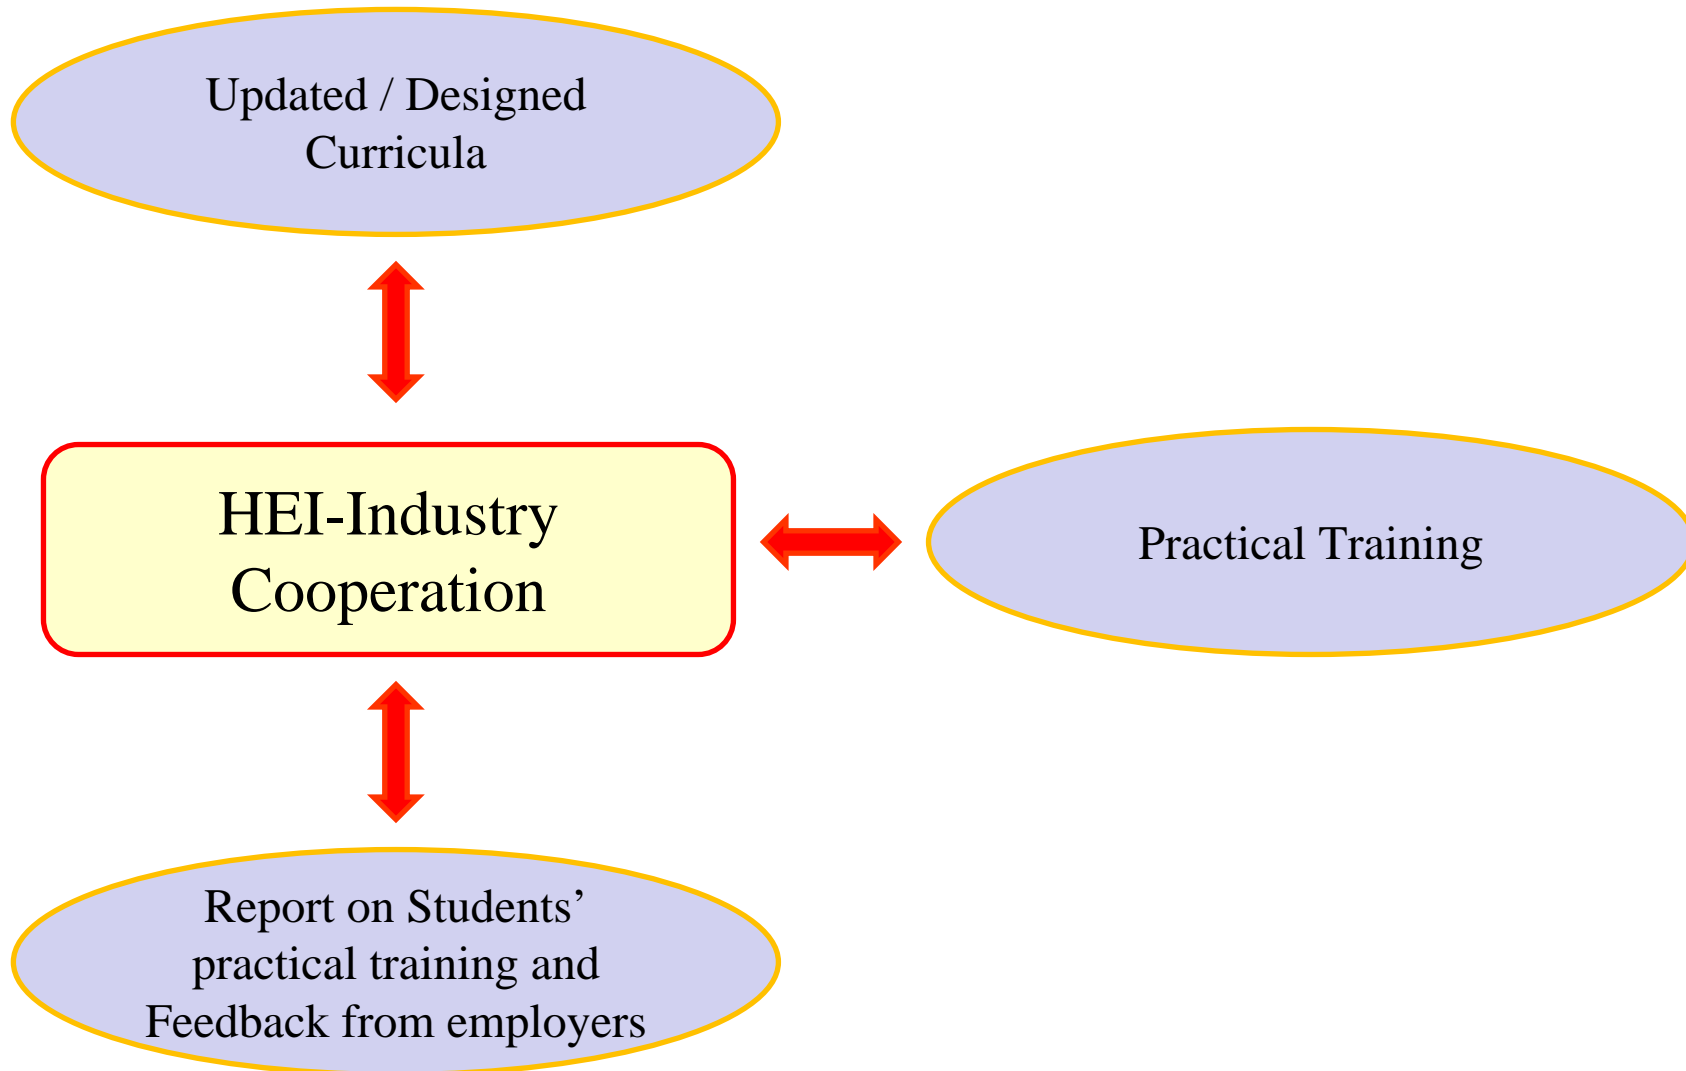 Updated / Designed
Curricula
HEI-Industry
Cooperation
Practical Training
Report on Students’
practical training and
Feedback from employers